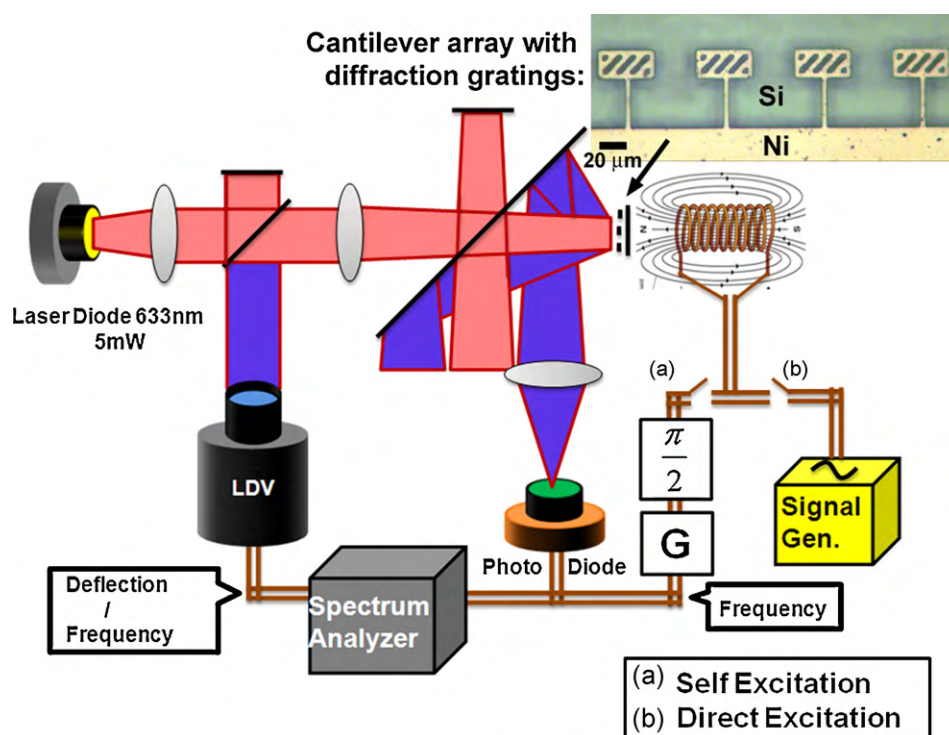 Cantilever array with
diffraction gratings:
Si
Ni
20 μm
N
S
Laser Diode 633nm
5mW
(a)
(b)
π
2
LDV
G
Signal
Gen.
Photo Diode
Deflection
/
Frequency
Spectrum
Analyzer
Frequency
(a) Self Excitation
(b) Direct Excitation